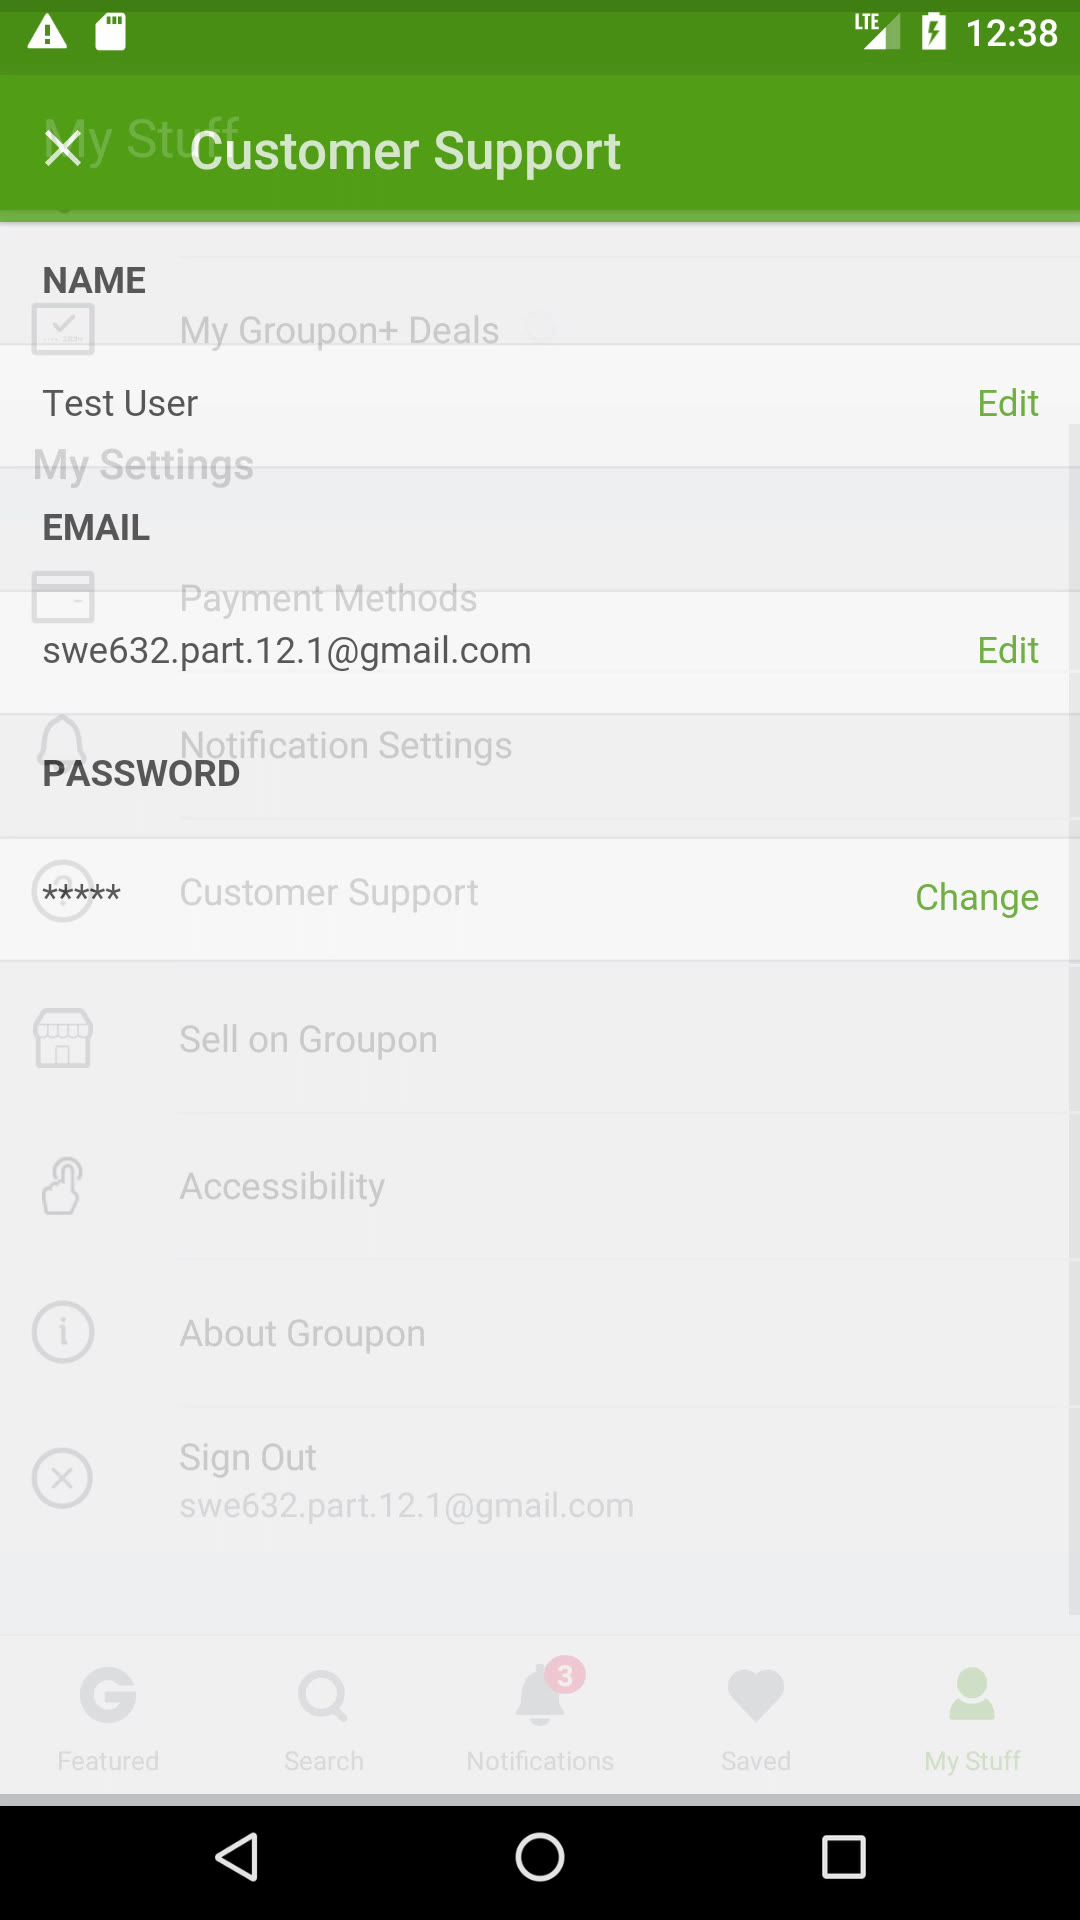 LTE 12:38
My Stuff
Customer Support
NAME
My Groupon+ Deals
Test User Edit
My Settings
EMAIL
Payment Methods
swe632.part.12.1@gmail.com Edit
Notification Settings
PASSWORD
Customer Support
***** Change
Sell on Groupon
Accessibility
About Groupon
Sign Out
swe632.part.12.1@gmail.com
3
Featured Search Notifications Saved My Stuff